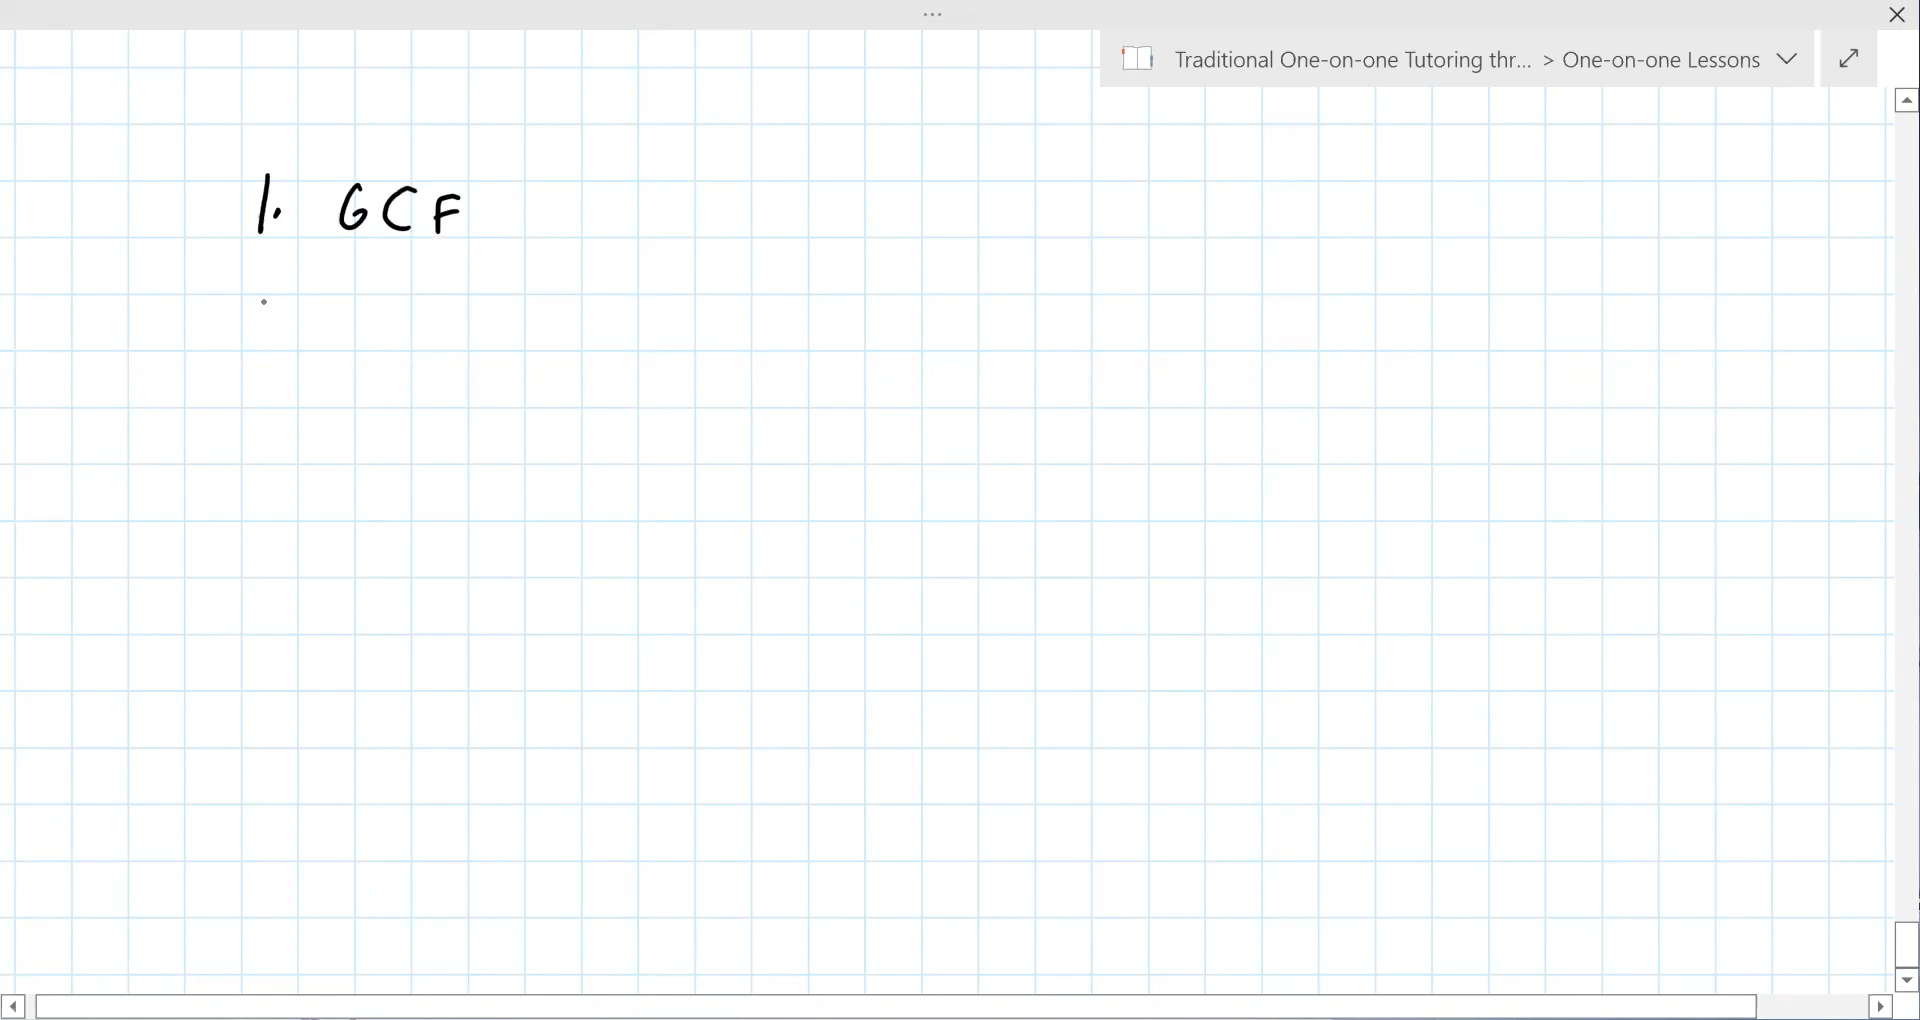 ...
Traditional One-on-one Tutoring thr... > One-on-one Lessons
1. GCF